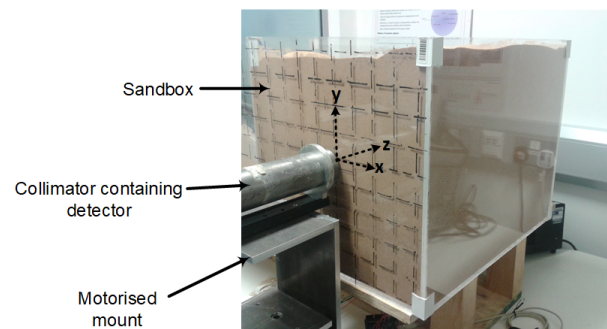 Sandbox
y
z
x
Collimator containing
detector
Motorised
mount